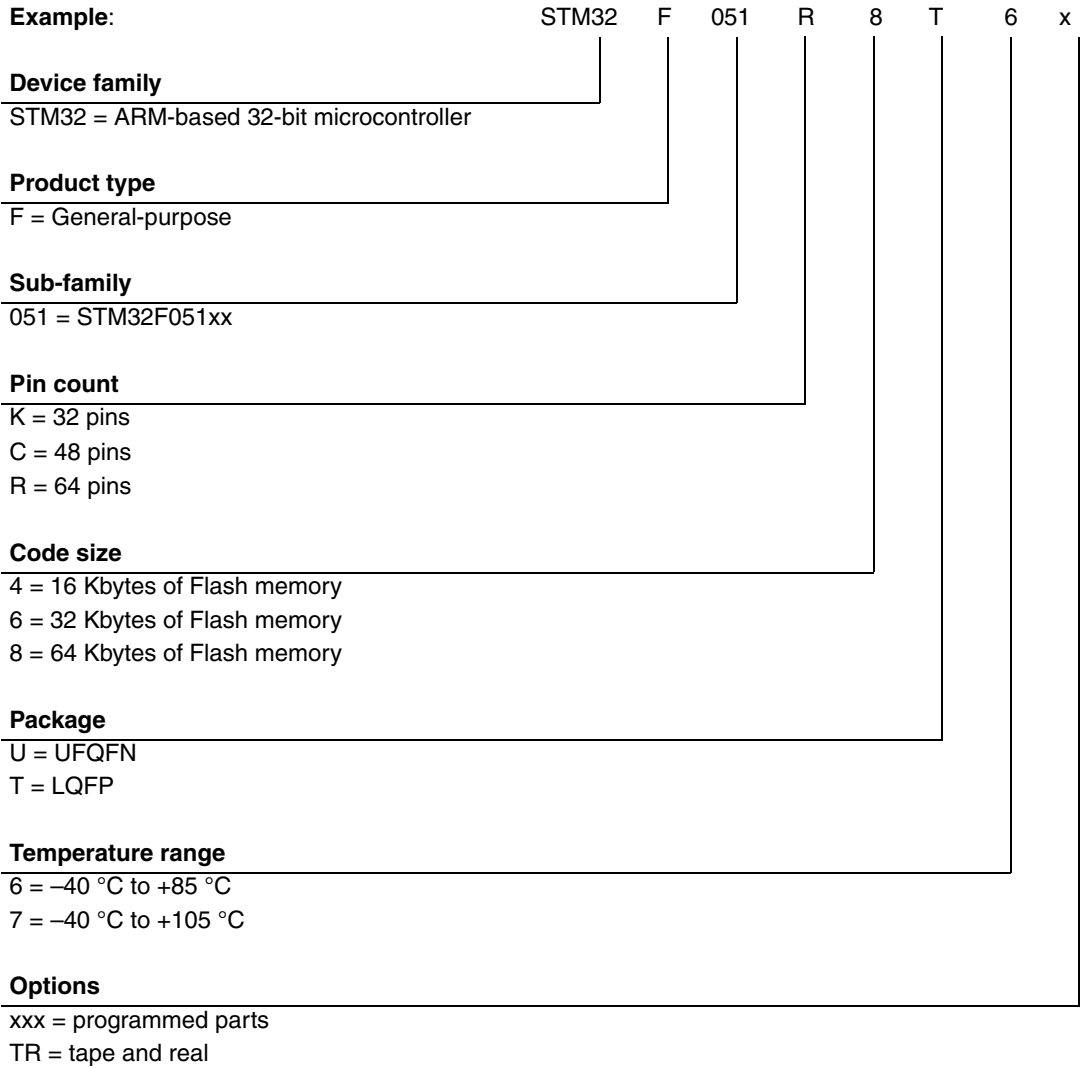 Example: STM32 F 051 R 8 T 6 x
Device family
STM32 = ARM-based 32-bit microcontroller
Product type
F = General-purpose
Sub-family
051 = STM32F051xx
Pin count
K = 32 pins
C = 48 pins
R = 64 pins
Code size
4 = 16 Kbytes of Flash memory
6 = 32 Kbytes of Flash memory
8 = 64 Kbytes of Flash memory
Package
U = UFQFN
T = LQFP
Temperature range
6 = –40 °C to +85 °C
7 = –40 °C to +105 °C
Options
xxx = programmed parts
TR = tape and real